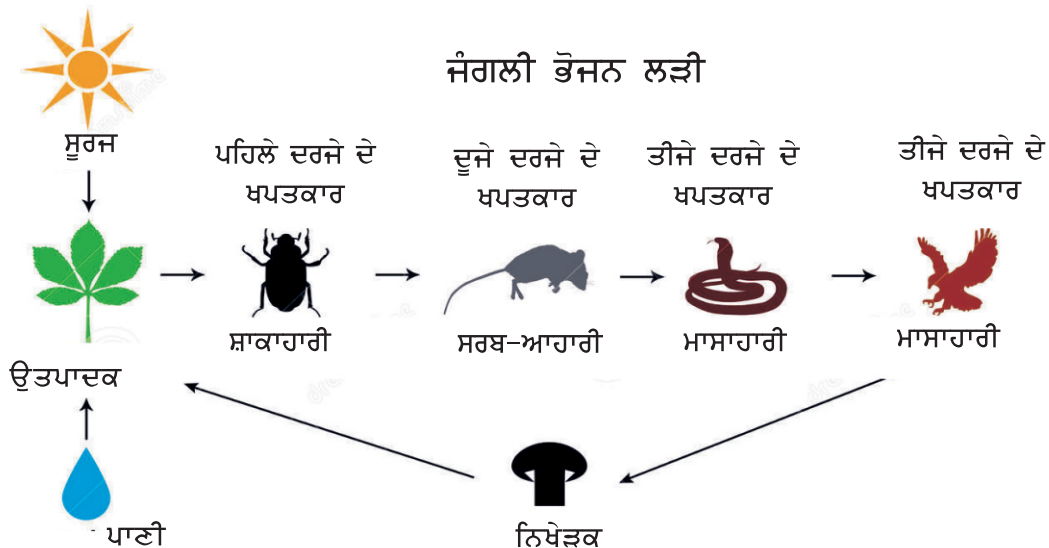 ਜੰਗਲੀ ਭੋਜਨ ਲੜੀ
ਸੂਰਜ
ਪਹਿਲੇ ਦਰਜੇ ਦੇ
ਖਪਤਕਾਰ
ਦੂਜੇ ਦਰਜੇ ਦੇ
ਖਪਤਕਾਰ
ਤੀਜੇ ਦਰਜੇ ਦੇ
ਖਪਤਕਾਰ
ਤੀਜੇ ਦਰਜੇ ਦੇ
ਖਪਤਕਾਰ
ਸ਼ਾਕਾਹਾਰੀ
ਸਰਬ-ਆਹਾਰੀ
ਮਾਸਾਹਾਰੀ
ਮਾਸਾਹਾਰੀ
ਉਤਪਾਦਕ
ਪਾਣੀ
ਨਿਖੇੜਕ